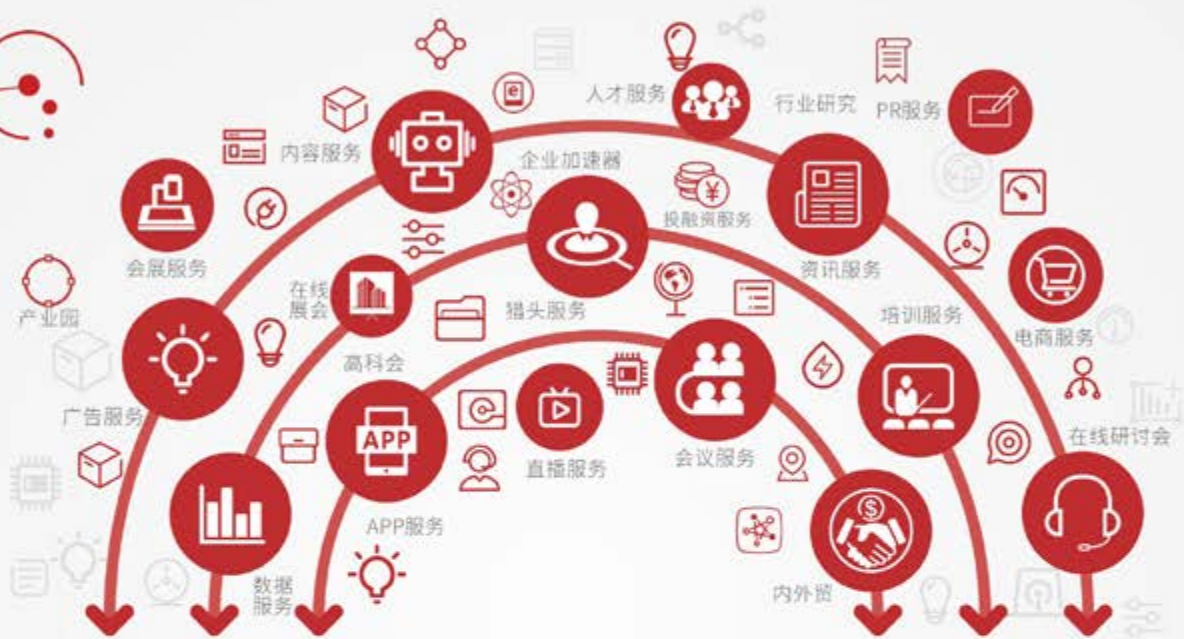 人才服务
行业研究
PR服务
内容服务
企业加速器
投融资服务
会展服务
资讯服务
在线
展会
猎头服务
产业园
培训服务
电商服务
高科会
广告服务
APP
直播服务
会议服务
在线研讨会
APP服务
数据
服务
内外贸